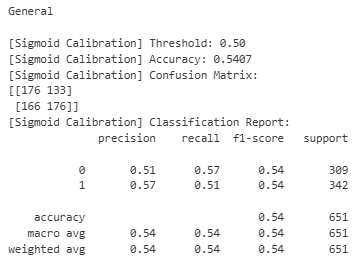 General
[Sigmoid Calibration] Threshold: 0.50
[Sigmoid Calibration] Accuracy: 0.5407
[Sigmoid Calibration] Confusion Matrix:
[[176 133]
 [166 176]]
[Sigmoid Calibration] Classification Report:
              precision    recall  f1-score   support
           0       0.51      0.57      0.54       309
           1       0.57      0.51      0.54       342
    accuracy                           0.54       651
   macro avg       0.54      0.54      0.54       651
weighted avg       0.54      0.54      0.54       651